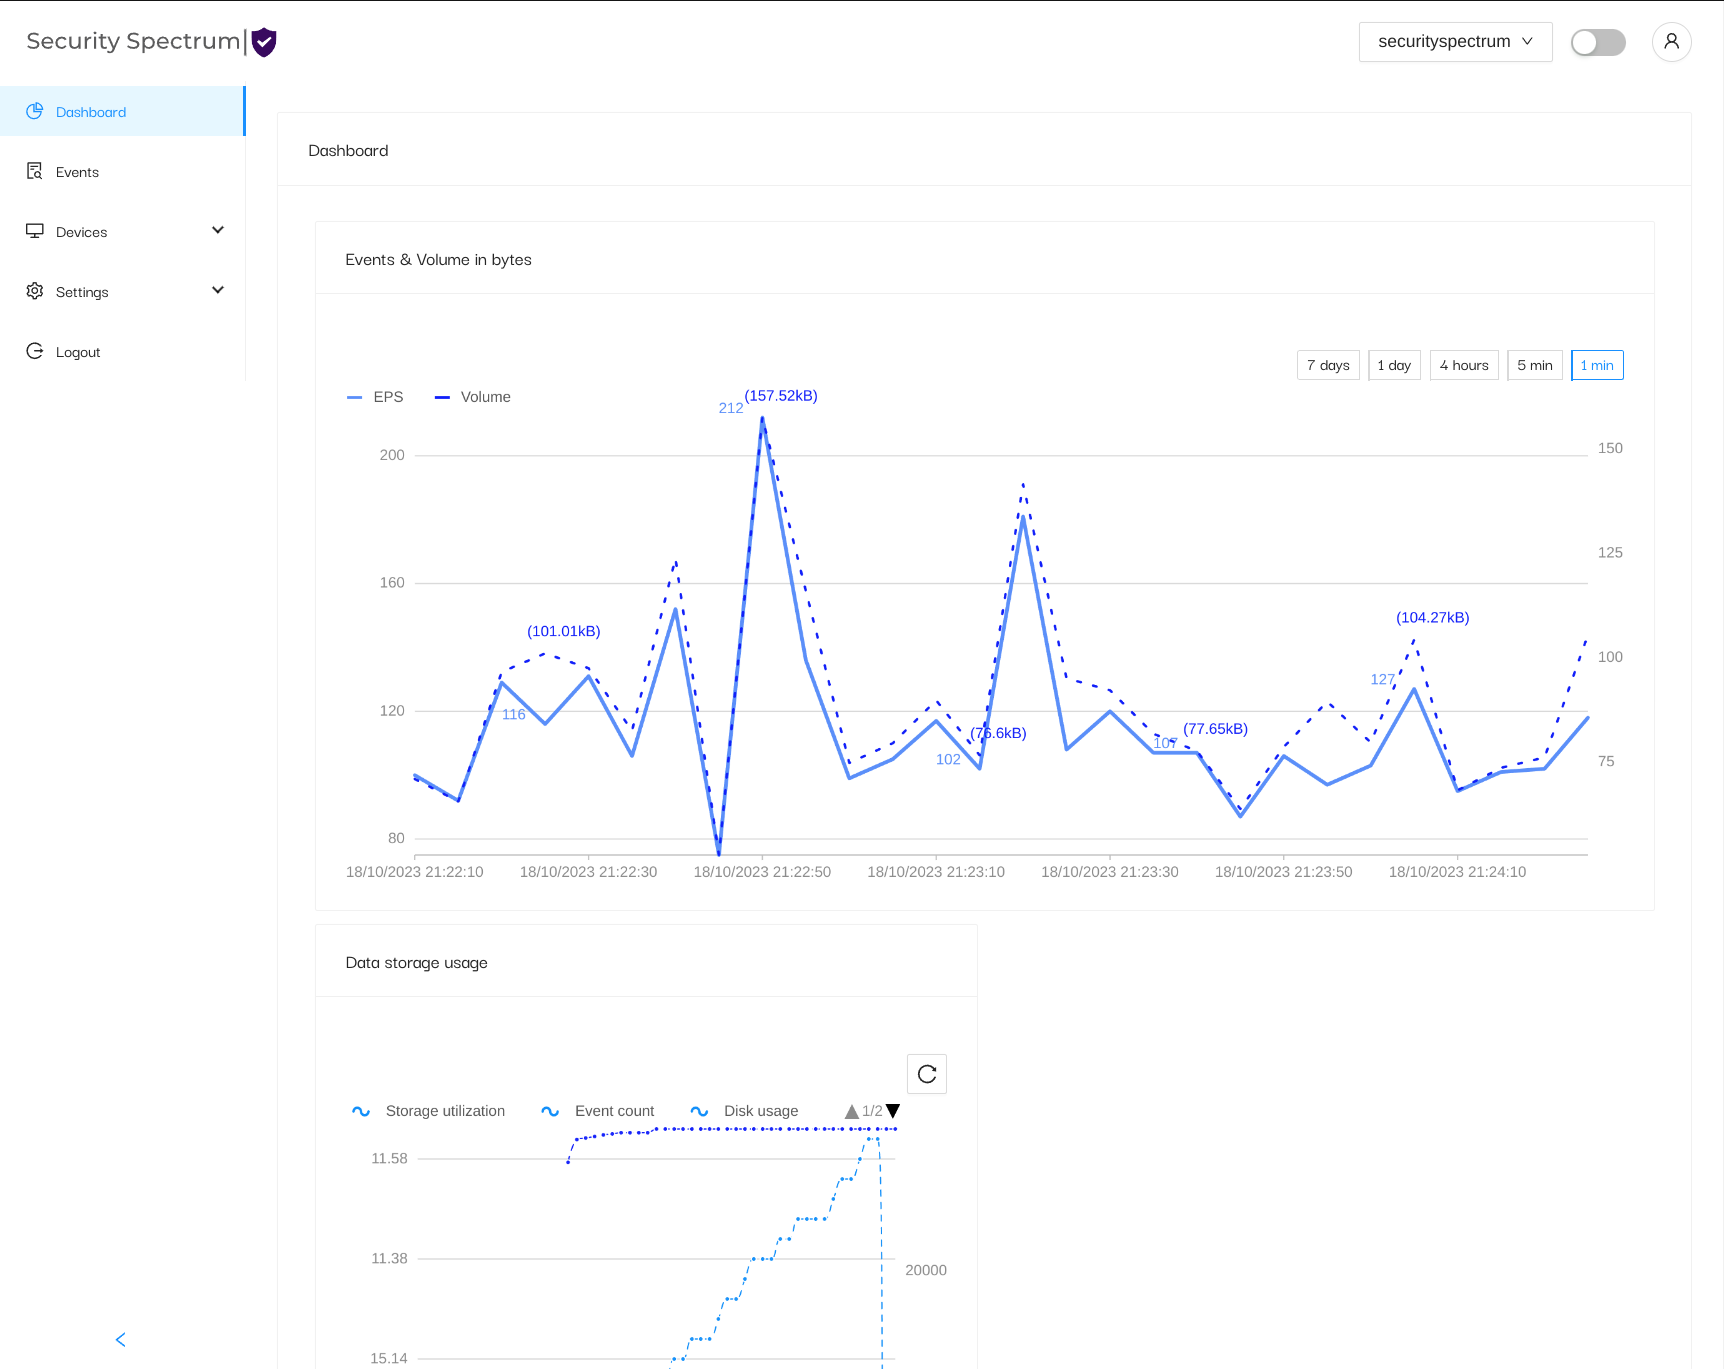 Security Spectrum
securityspectrum
Dashboard
Events
Devices
Settings
Logout
Dashboard
Events & Volume in bytes
7 days
1 day
4 hours
5 min
1 min
EPS
Volume
212
(157.52kB)
200
150
125
160
(101.01kB)
(104.27kB)
100
127
120
116
(76.6kB)
(77.65kB)
107
102
75
80
18/10/2023 21:22:10
18/10/2023 21:22:30
18/10/2023 21:22:50
18/10/2023 21:23:10
18/10/2023 21:23:30
18/10/2023 21:23:50
18/10/2023 21:24:10
Data storage usage
Storage utilization
Event count
Disk usage
1/2
11.58
11.38
20000
15.14